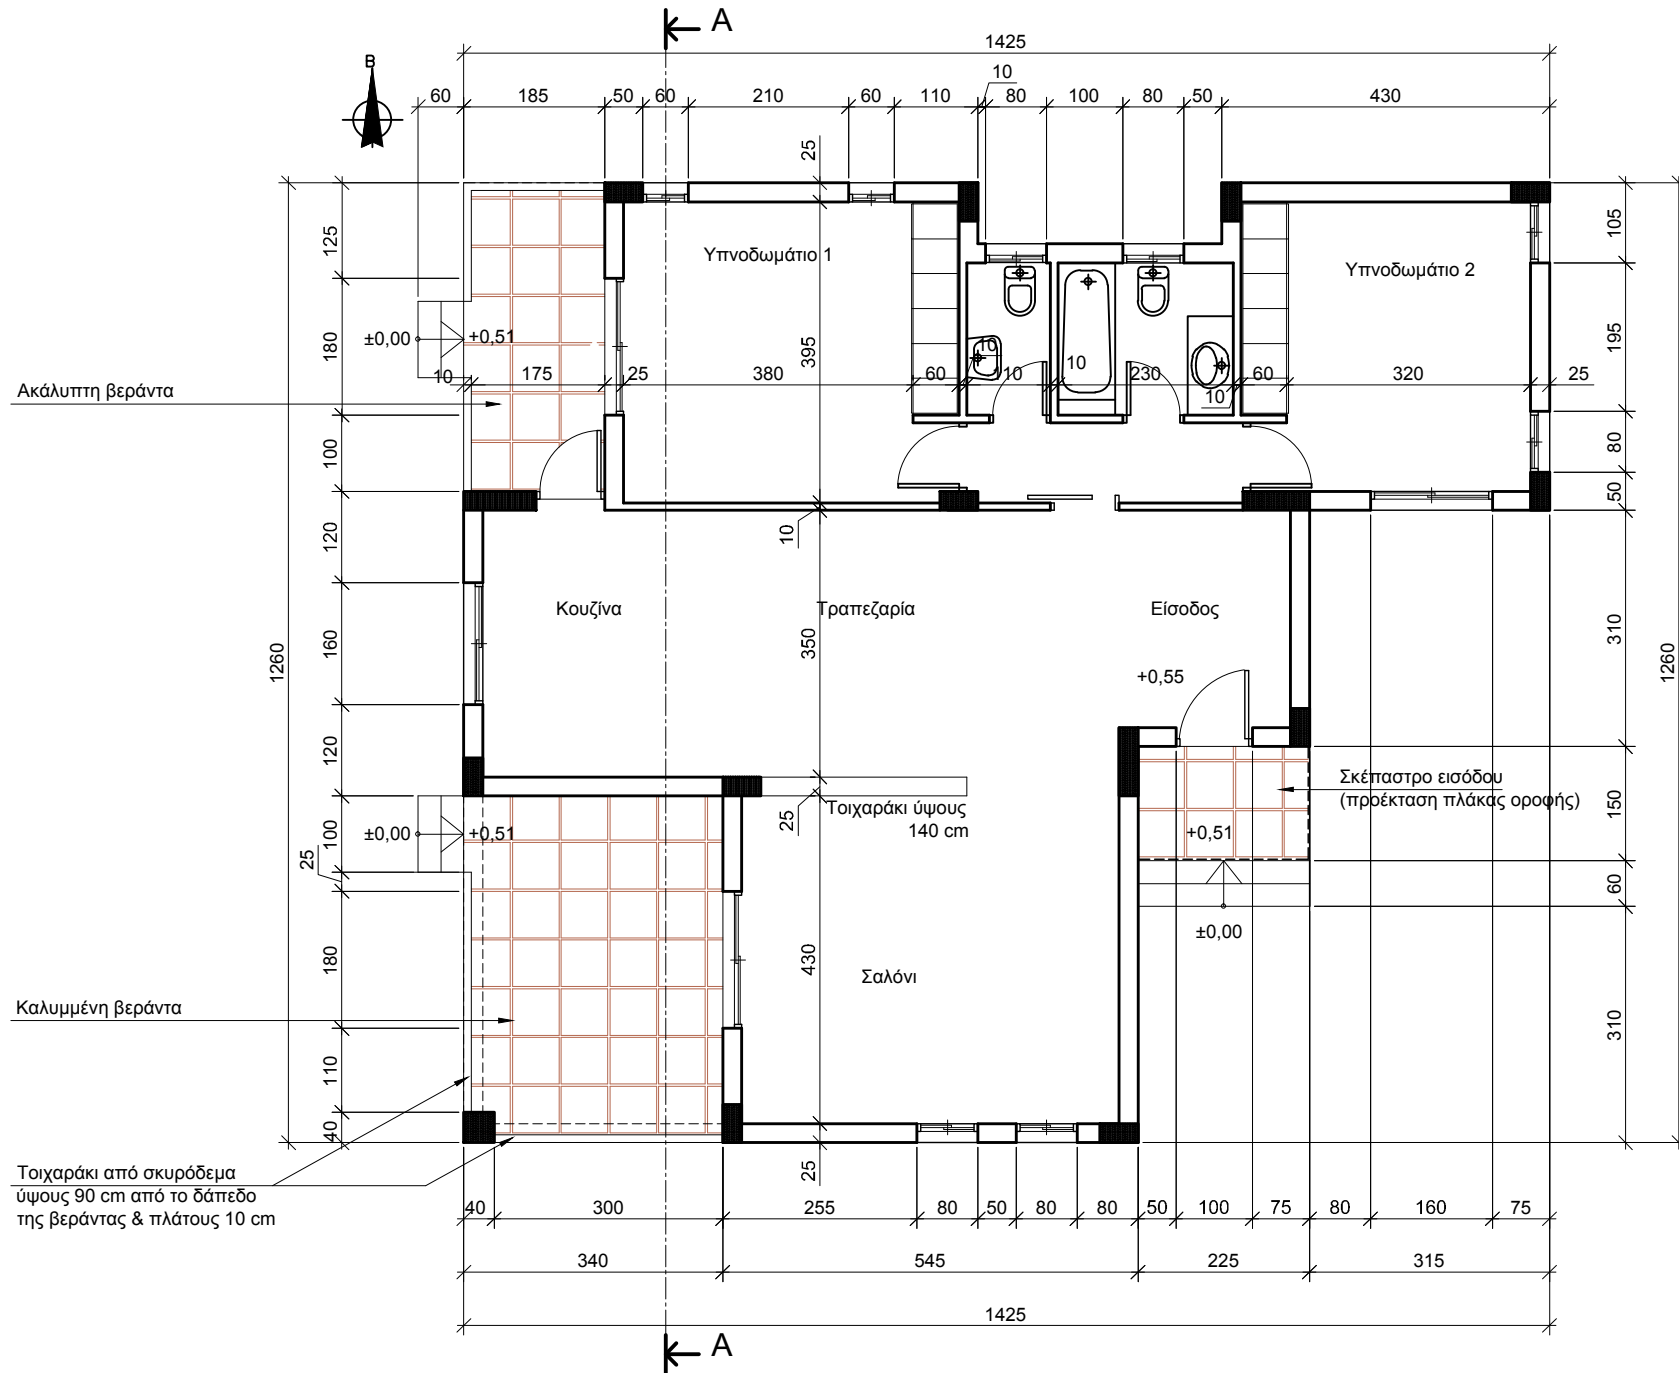 A
1425
10
60 185 50 60 210 60 110 80 100 80 50 430
B
25
125
105
Υπνοδωμάτιο 1
Υπνοδωμάτιο 2
±0,00 +0,51
180
395
10
195
10 175 25 380 60 110 10 230 10 60 320 25
Ακάλυπτη βεράντα
100
80
50
10
120
Κουζίνα
Τραπεζαρία
Είσοδος
310
1260
160
350
1260
+0,55
120
Σκέπαστρο εισόδου
(προέκταση πλάκας οροφής)
Τοιχαράκι ύψους
140 cm
25
150
±0,00 +0,51
100
25
+0,51
60
±0,00
180
430
Σαλόνι
Καλυμμένη βεράντα
310
110
40
Τοιχαράκι από σκυρόδεμα
ύψους 90 cm από το δάπεδο
της βεράντας & πλάτους 10 cm
25
40 300 255 80 50 80 80 50 100 75 80 160 75
340 545 225 315
1425
A